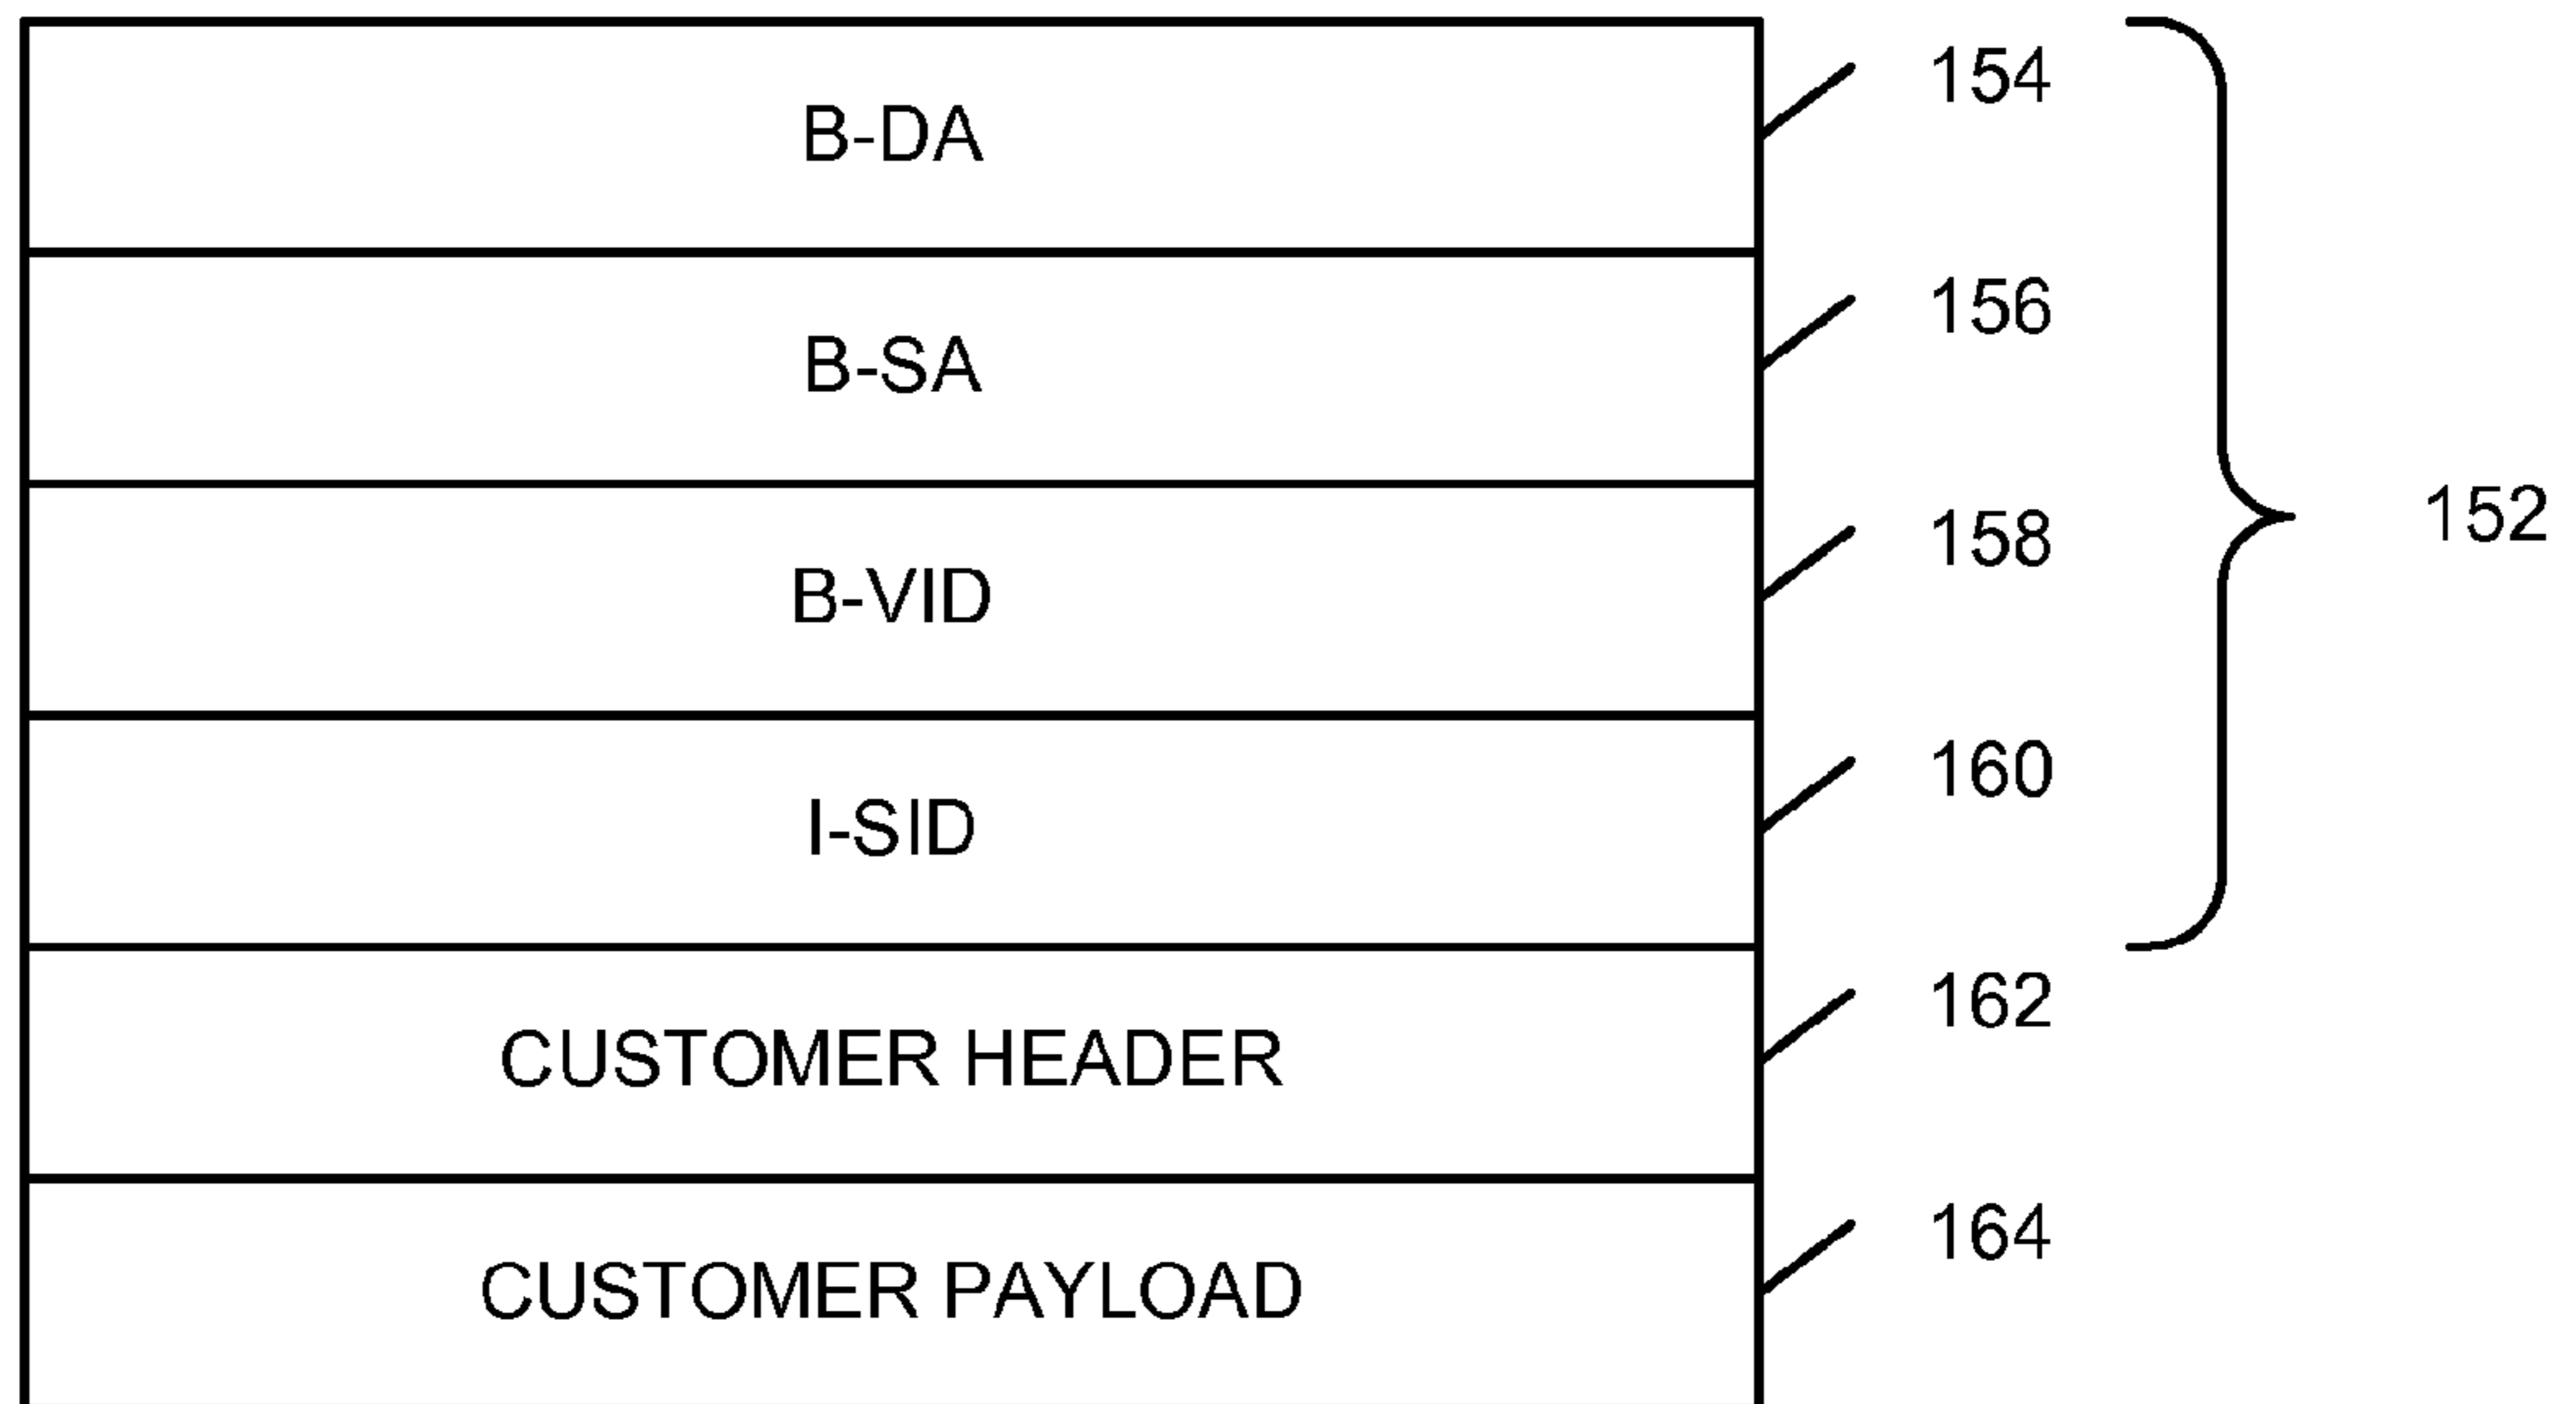 B-DA
154
B-SA
156
B-VID
158
152
I-SID
160
CUSTOMER HEADER
162
CUSTOMER PAYLOAD
164